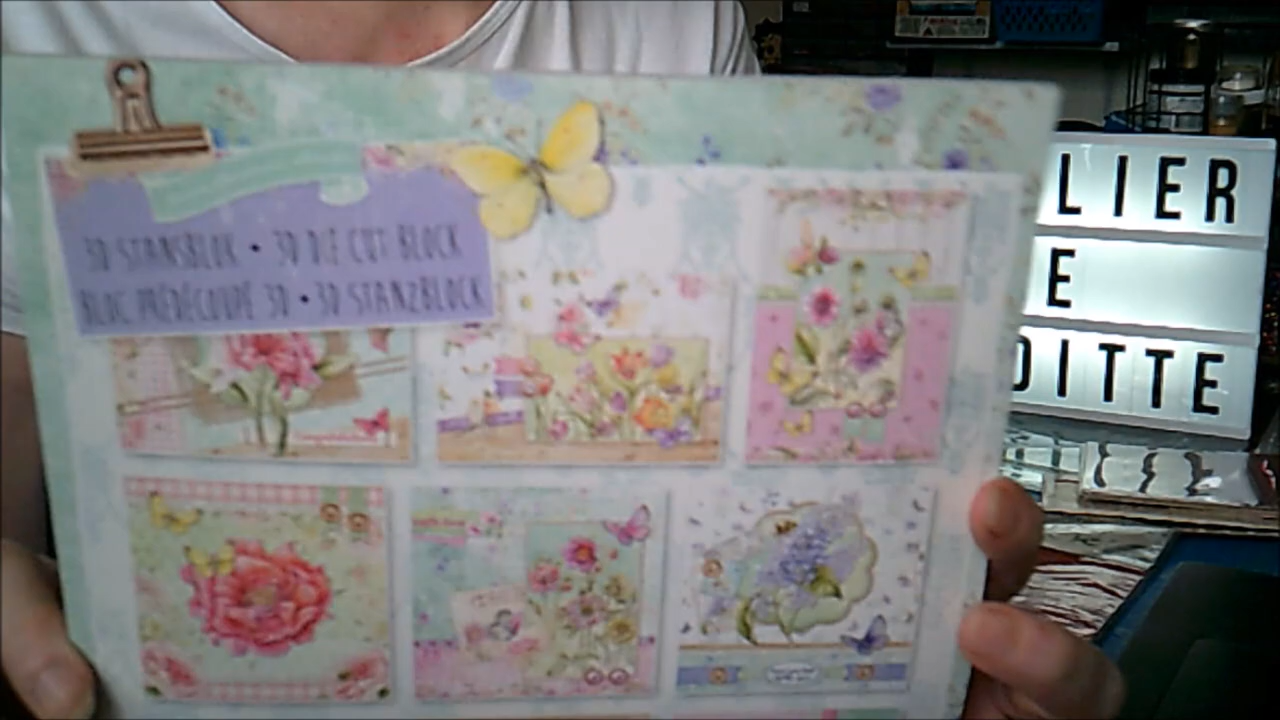 3D STANSBLOK • 3D DIE CUT BLOCK
BLOC PRÉDÉCOUPÉ 3D • 3D STANZBLOCK
LIER
E
DITTE